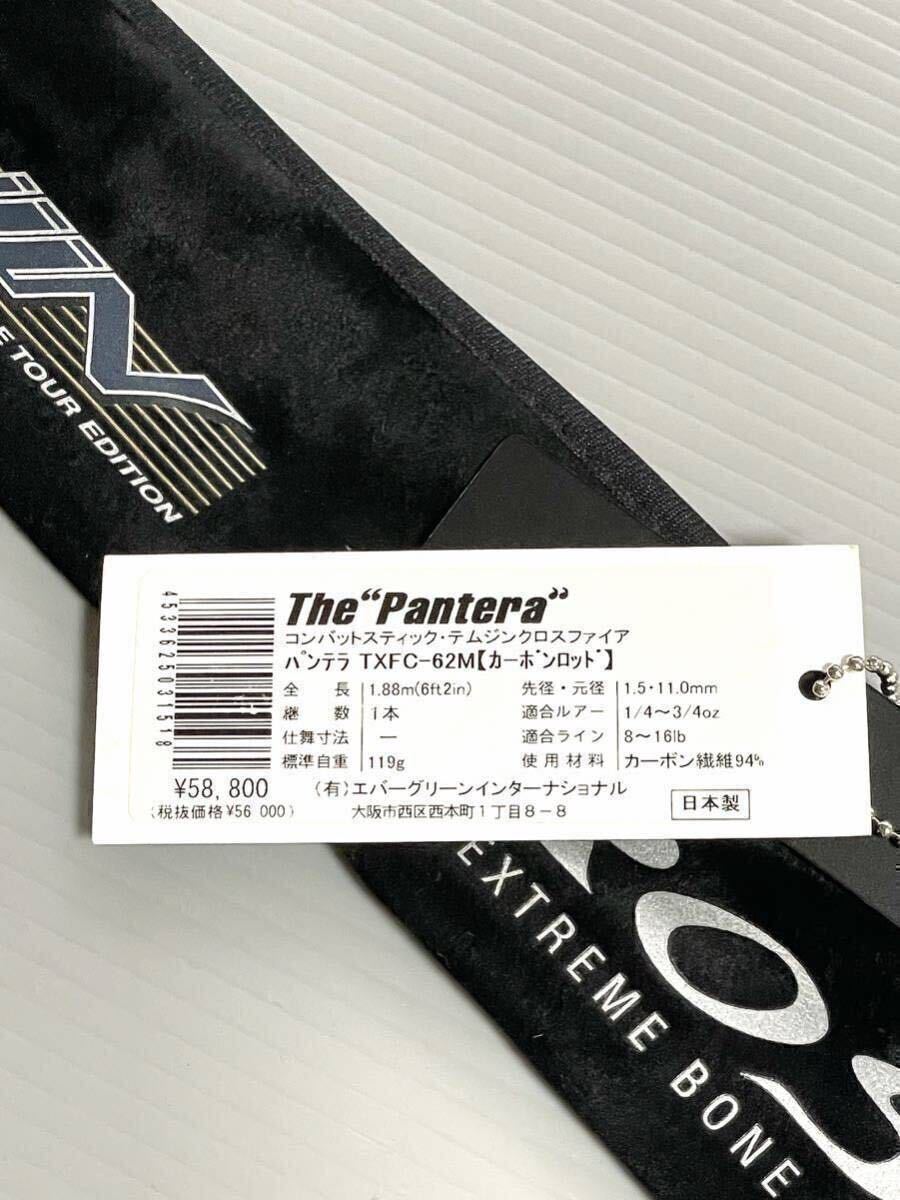 E TOUR EDITION
4533625031518
The“Pantera”
コンバットスティック・テムジンクロスファイア
パンテラ TXFC-62M【カーボンロッド】
全長 1.88m(6ft2in) 先径・元径 1.5・11.0mm
継数 1本 適合ルアー 1/4～3/4oz
仕舞寸法 ― 適合ライン 8～16lb
標準自重 119g 使用材料 カーボン繊維94%
¥58,800 (有)エバーグリーンインターナショナル
(税抜価格¥56 000) 大阪市西区西本町1丁目8-8
日本製
EXTREME BONE